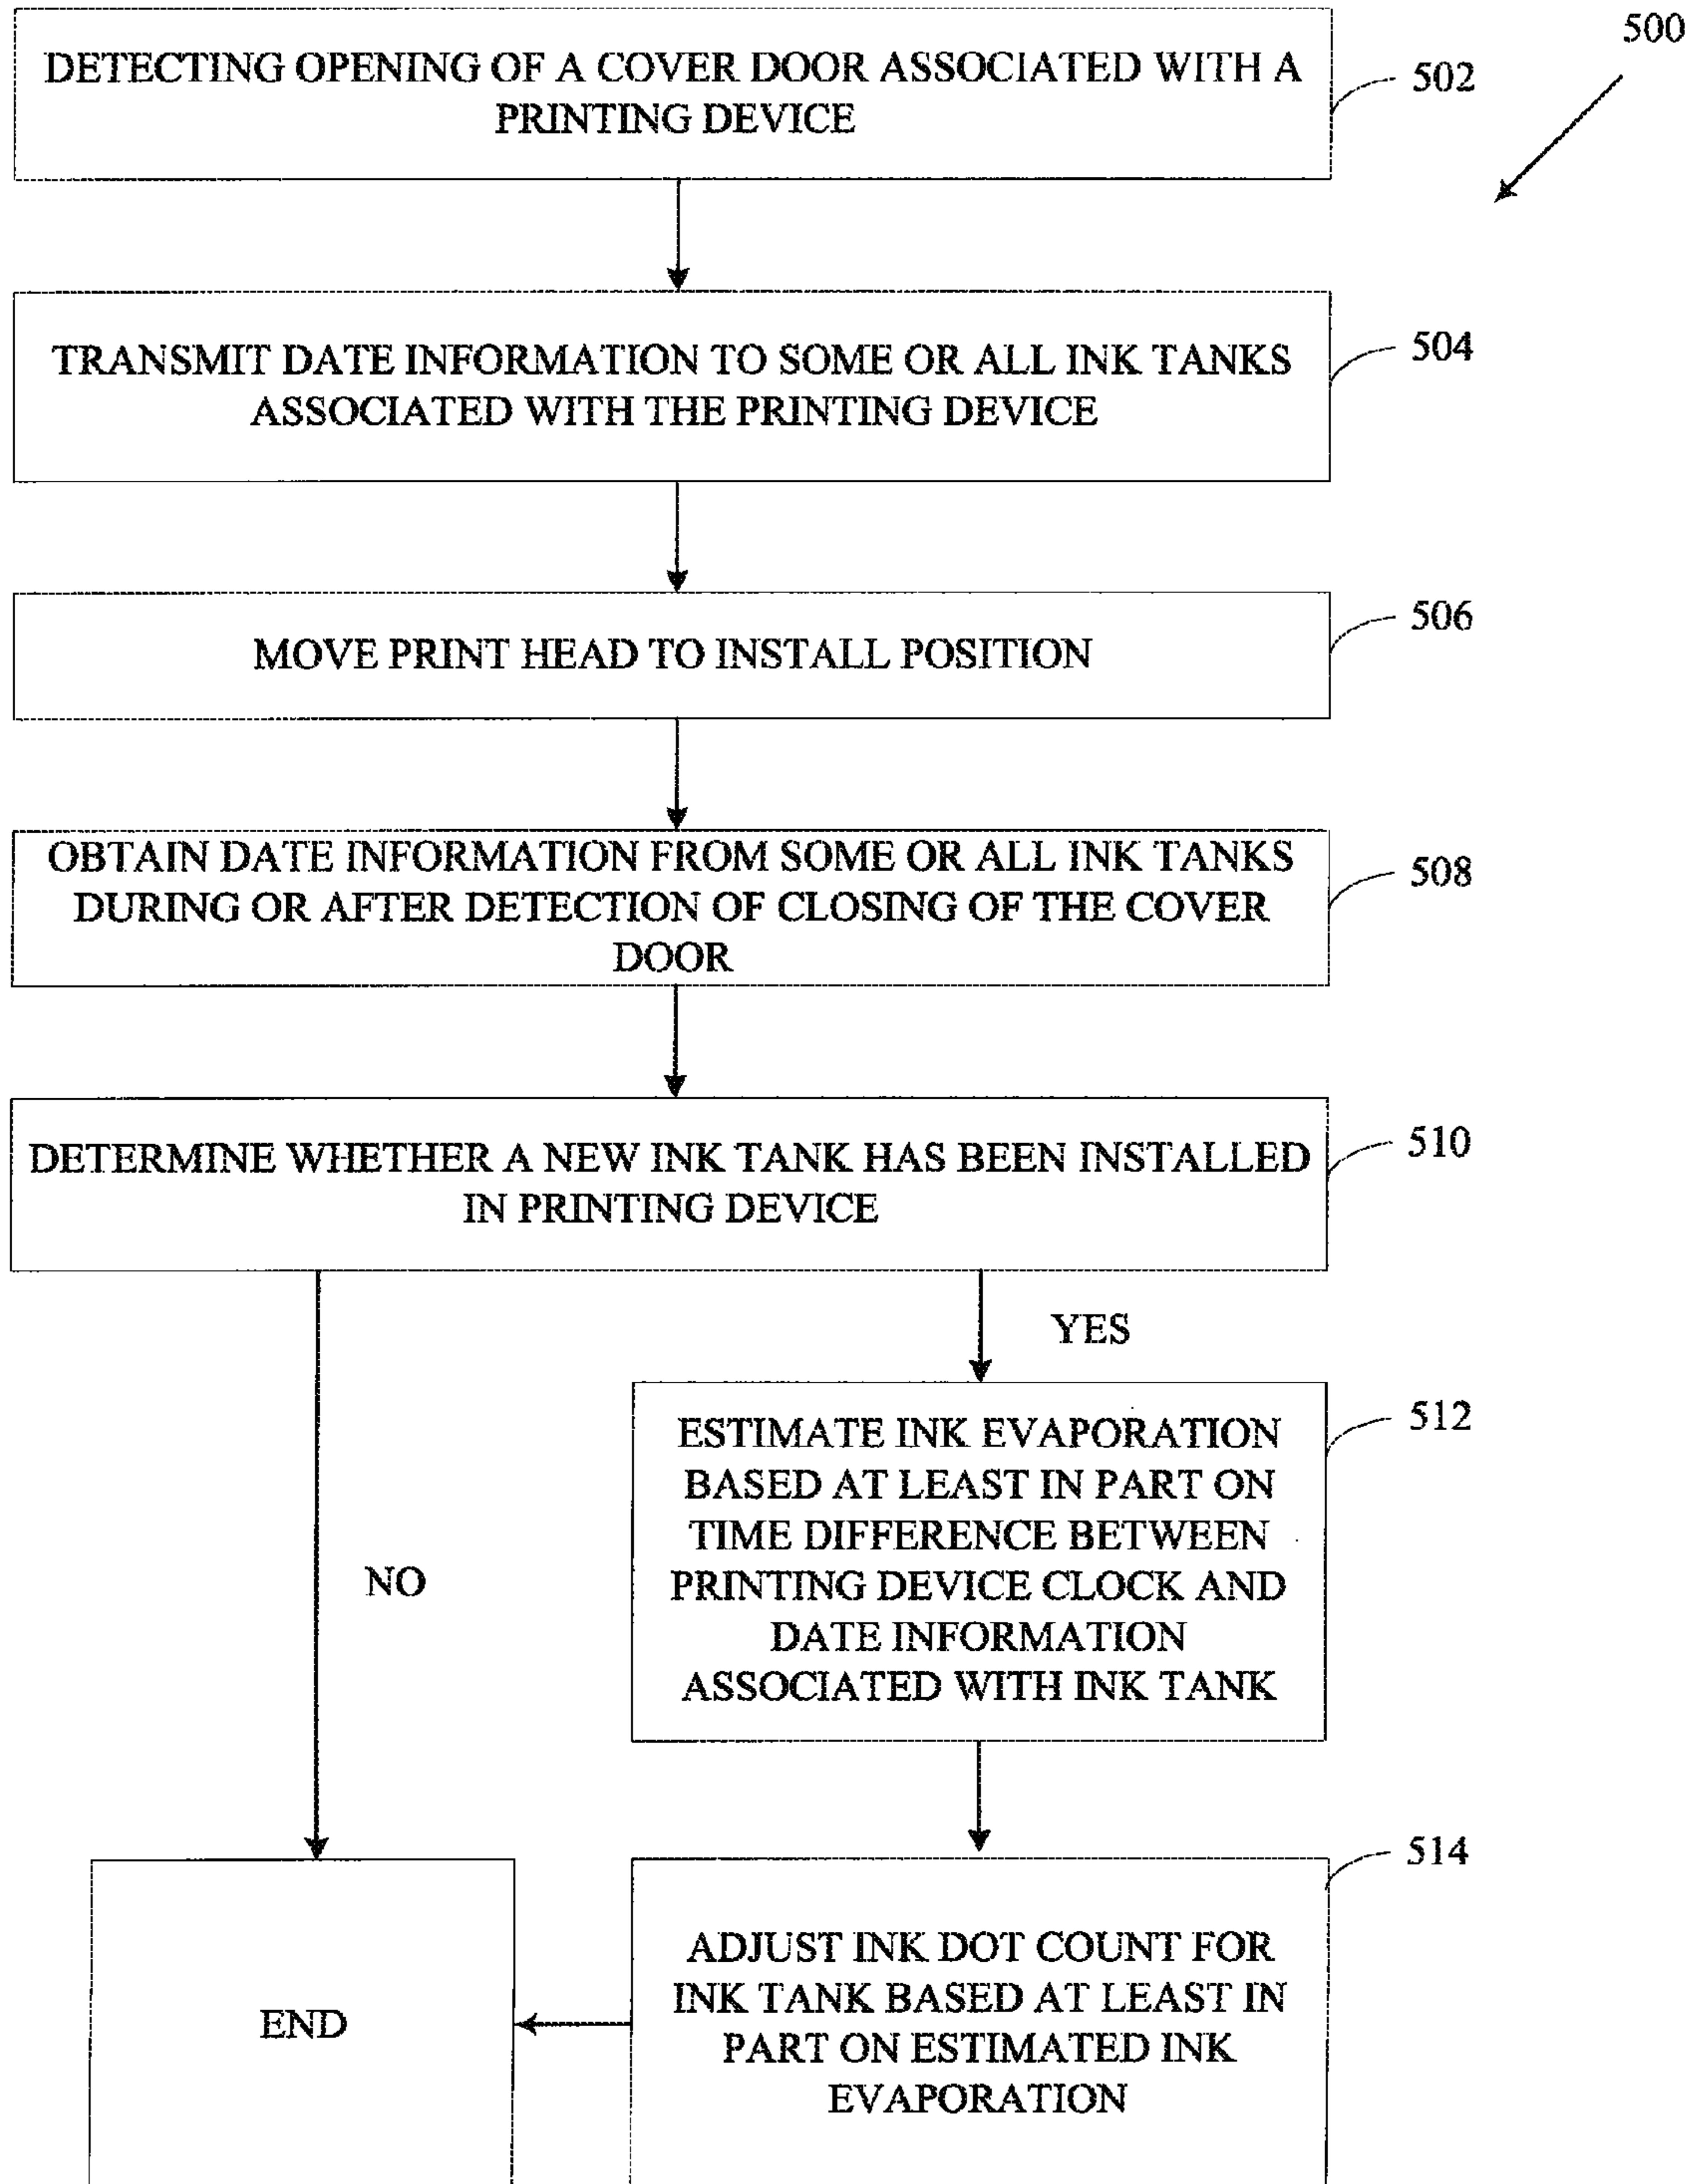 500
DETECTING OPENING OF A COVER DOOR ASSOCIATED WITH A
PRINTING DEVICE
502
TRANSMIT DATE INFORMATION TO SOME OR ALL INK TANKS
ASSOCIATED WITH THE PRINTING DEVICE
504
MOVE PRINT HEAD TO INSTALL POSITION
506
OBTAIN DATE INFORMATION FROM SOME OR ALL INK TANKS
DURING OR AFTER DETECTION OF CLOSING OF THE COVER
DOOR
508
DETERMINE WHETHER A NEW INK TANK HAS BEEN INSTALLED
IN PRINTING DEVICE
510
YES
NO
ESTIMATE INK EVAPORATION
BASED AT LEAST IN PART ON
TIME DIFFERENCE BETWEEN
PRINTING DEVICE CLOCK AND
DATE INFORMATION
ASSOCIATED WITH INK TANK
512
ADJUST INK DOT COUNT FOR
INK TANK BASED AT LEAST IN
PART ON ESTIMATED INK
EVAPORATION
514
END